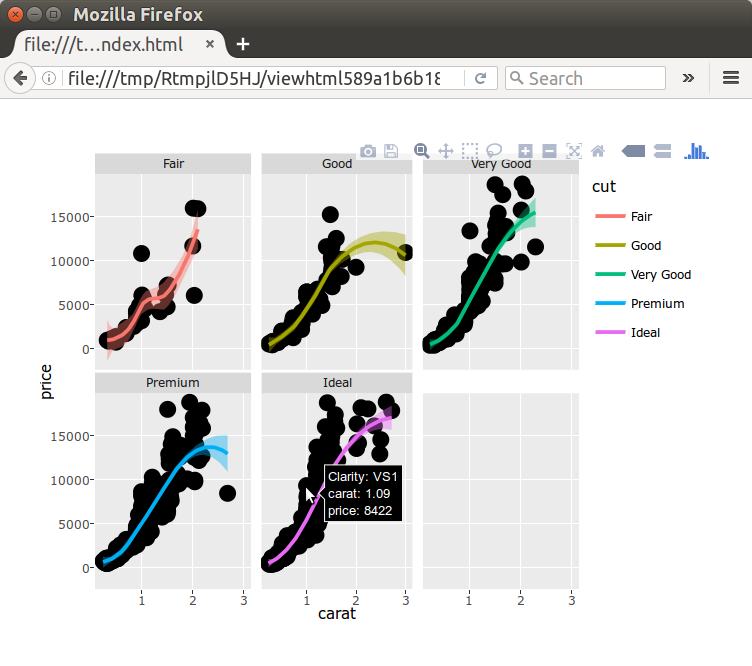 Mozilla Firefox
file:///t...ndex.html × +
file:///tmp/RtmpjlD5HJ/viewhtml589a1b6b18 Search
Fair Good Very Good
cut
Fair
Good
Very Good
Premium
Ideal
15000
10000
5000
0
price
Premium Ideal
15000
10000
5000
0
Clarity: VS1
carat: 1.09
price: 8422
1 2 3 1 2 3 1 2 3
carat